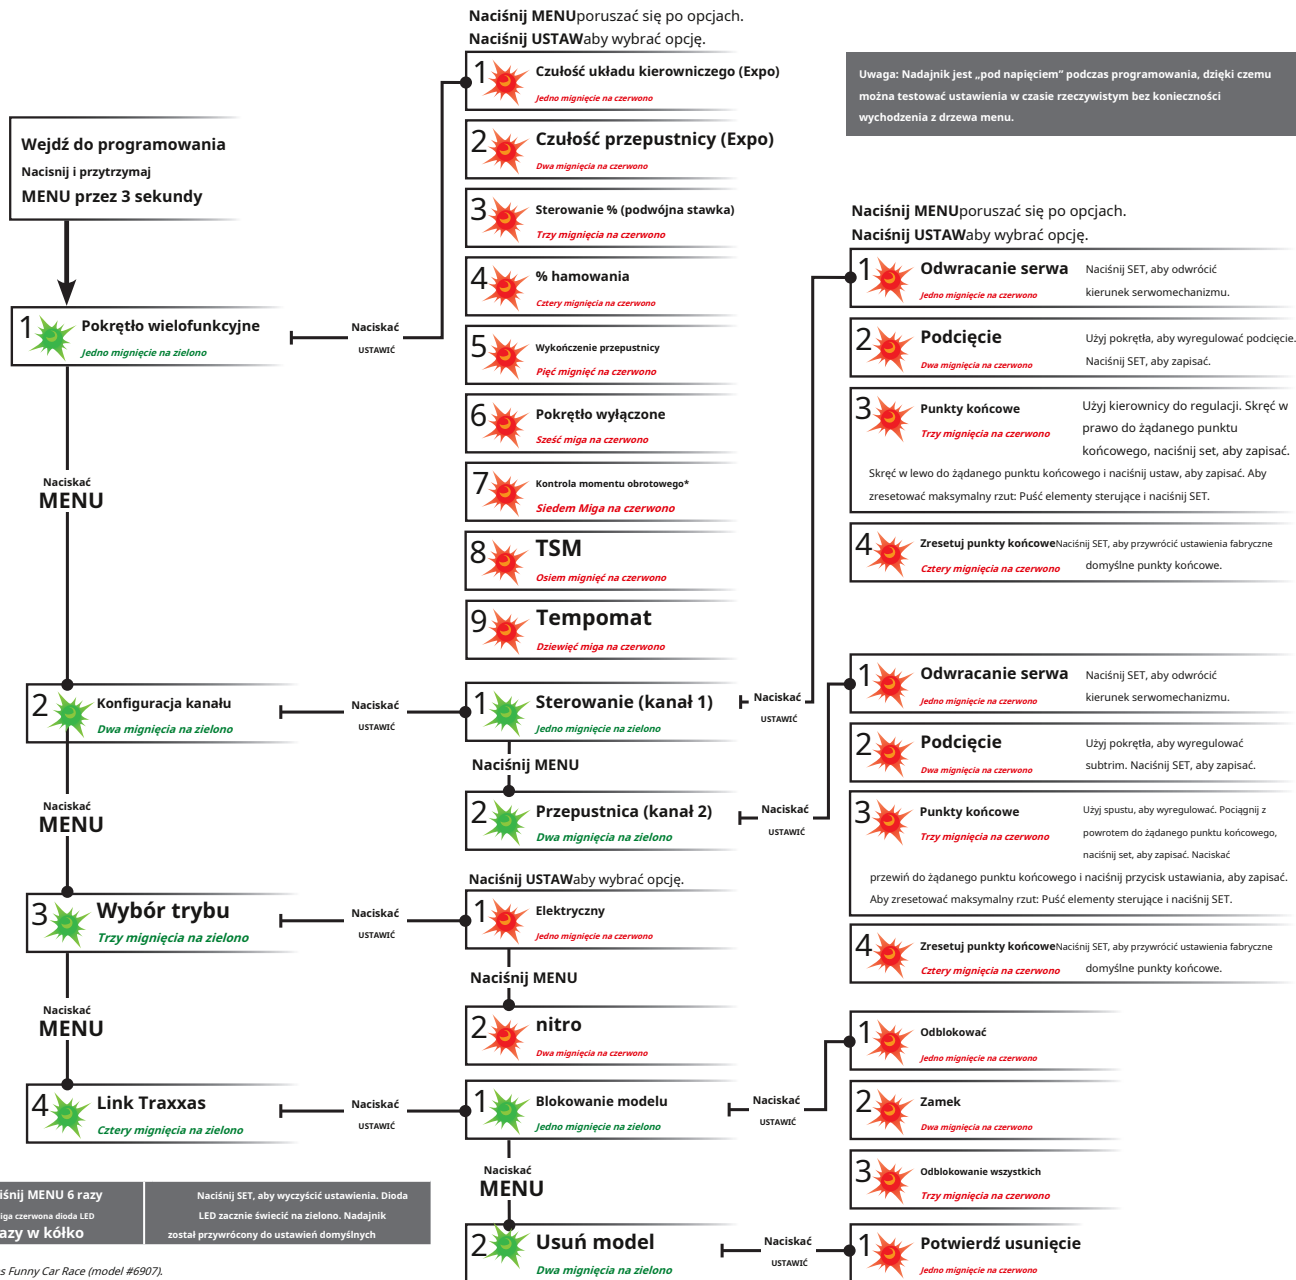 Naciśnij MENUporuszać się po opcjach.
Naciśnij USTAWaby wybrać opcję.
Uwaga: Nadajnik jest „pod napięciem” podczas programowania, dzięki czemu
można testować ustawienia w czasie rzeczywistym bez konieczności
wychodzenia z drzewa menu.
Wejdź do programowania
Nacisnij i przytrzymaj
MENU przez 3 sekundy
1 Pokrętło wielofunkcyjne
Jedno mignięcie na zielono
Naciskać
USTAWIĆ
1 Czułość układu kierowniczego (Expo)
Jedno mignięcie na czerwono
2 Czułość przepustnicy (Expo)
Dwa mignięcia na czerwono
3 Sterowanie % (podwójna stawka)
Trzy mignięcia na czerwono
4 % hamowania
Cztery mignięcia na czerwono
5 Wykończenie przepustnicy
Pięć mignięć na czerwono
6 Pokrętło wyłączone
Sześć miga na czerwono
7 Kontrola momentu obrotowego*
Siedem Miga na czerwono
8 TSM
Osiem mignięć na czerwono
9 Tempomat
Dziewięć miga na czerwono
Naciskać
MENU
2 Konfiguracja kanału
Dwa mignięcia na zielono
Naciskać
USTAWIĆ
1 Sterowanie (kanał 1)
Jedno mignięcie na zielono
Naciskać
USTAWIĆ
Naciśnij MENU
2 Przepustnica (kanał 2)
Dwa mignięcia na zielono
Naciskać
USTAWIĆ
Naciśnij MENUporuszać się po opcjach.
Naciśnij USTAWaby wybrać opcję.
1 Odwracanie serwa Naciśnij SET, aby odwrócić
Jedno mignięcie na czerwono kierunek serwomechanizmu.
2 Podcięcie Użyj pokrętła, aby wyregulować podcięcie.
Dwa mignięcia na czerwono Naciśnij SET, aby zapisać.
3 Punkty końcowe Użyj kierownicy do regulacji. Skręć w
Trzy mignięcia na czerwono prawo do żądanego punktu
końcowego, naciśnij set, aby zapisać.
Skręć w lewo do żądanego punktu końcowego i naciśnij ustaw, aby zapisać. Aby
zresetować maksymalny rzut: Puść elementy sterujące i naciśnij SET.
4 Zresetuj punkty końcoweNaciśnij SET, aby przywrócić ustawienia fabryczne
Cztery mignięcia na czerwono domyślne punkty końcowe.
1 Odwracanie serwa Naciśnij SET, aby odwrócić
Jedno mignięcie na czerwono kierunek serwomechanizmu.
2 Podcięcie Użyj pokrętła, aby wyregulować
Dwa mignięcia na czerwono subtrim. Naciśnij SET, aby zapisać.
3 Punkty końcowe Użyj spustu, aby wyregulować. Pociągnij z
Trzy mignięcia na czerwono powrotem do żądanego punktu końcowego,
naciśnij set, aby zapisać. Naciskać
przewiń do żądanego punktu końcowego i naciśnij przycisk ustawiania, aby zapisać.
Aby zresetować maksymalny rzut: Puść elementy sterujące i naciśnij SET.
4 Zresetuj punkty końcoweNaciśnij SET, aby przywrócić ustawienia fabryczne
Cztery mignięcia na czerwono domyślne punkty końcowe.
Naciskać
MENU
3 Wybór trybu
Trzy mignięcia na zielono
Naciskać
USTAWIĆ
Naciśnij USTAWaby wybrać opcję.
1 Elektryczny
Jedno mignięcie na czerwono
Naciśnij MENU
2 nitro
Dwa mignięcia na czerwono
Naciskać
MENU
4 Link Traxxas
Cztery mignięcia na zielono
Naciskać
USTAWIĆ
1 Blokowanie modelu
Jedno mignięcie na zielono
Naciskać
USTAWIĆ
1 Odblokować
Jedno mignięcie na czerwono
2 Zamek
Dwa mignięcia na czerwono
3 Odblokowanie wszystkich
Trzy mignięcia na czerwono
Naciskać
MENU
2 Usuń model
Dwa mignięcia na zielono
Naciskać
USTAWIĆ
1 Potwierdź usunięcie
Jedno mignięcie na czerwono
iśnij MENU 6 razy
iga czerwona dioda LED
azy w kółko
Naciśnij SET, aby wyczyścić ustawienia. Dioda
LED zacznie świecić na zielono. Nadajnik
został przywrócony do ustawień domyślnych
s Funny Car Race (model #6907).